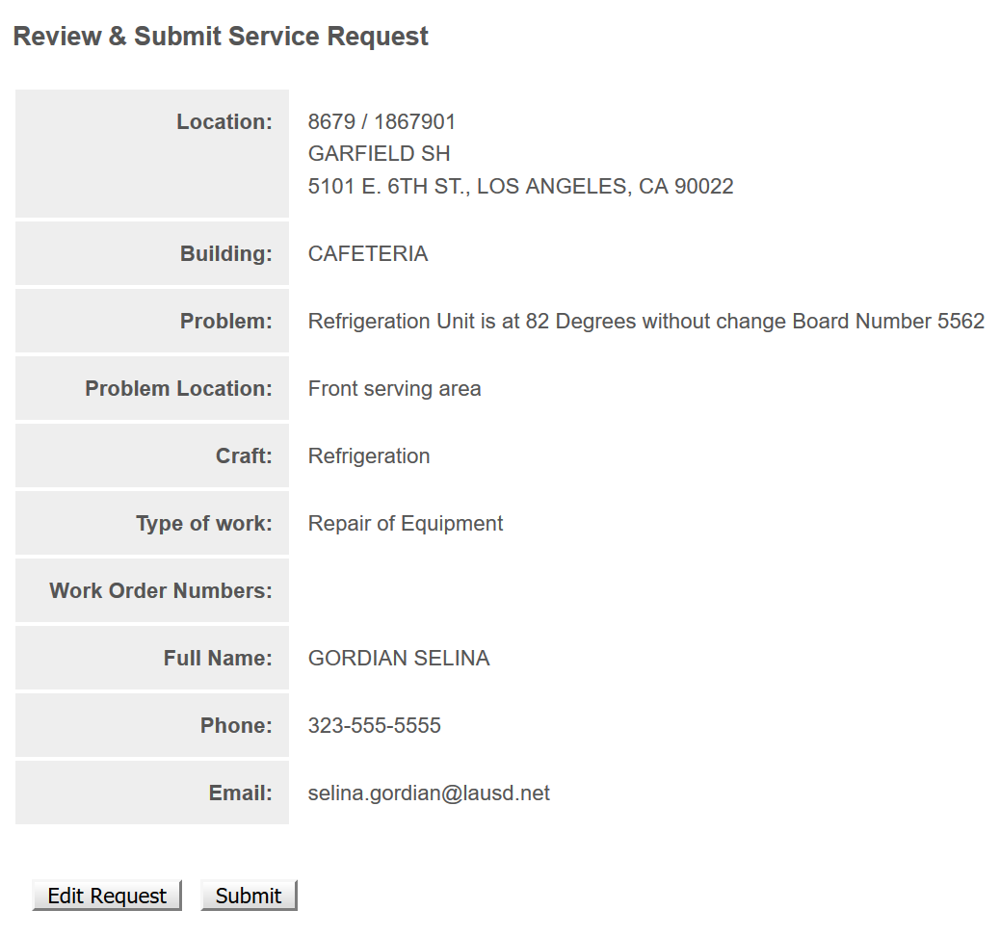 Review & Submit Service Request
Location: 8679 / 1867901
GARFIELD SH
5101 E. 6TH ST., LOS ANGELES, CA 90022
Building: CAFETERIA
Problem: Refrigeration Unit is at 82 Degrees without change Board Number 5562
Problem Location: Front serving area
Craft: Refrigeration
Type of work: Repair of Equipment
Work Order Numbers:
Full Name: GORDIAN SELINA
Phone: 323-555-5555
Email: selina.gordian@lausd.net
Edit Request Submit